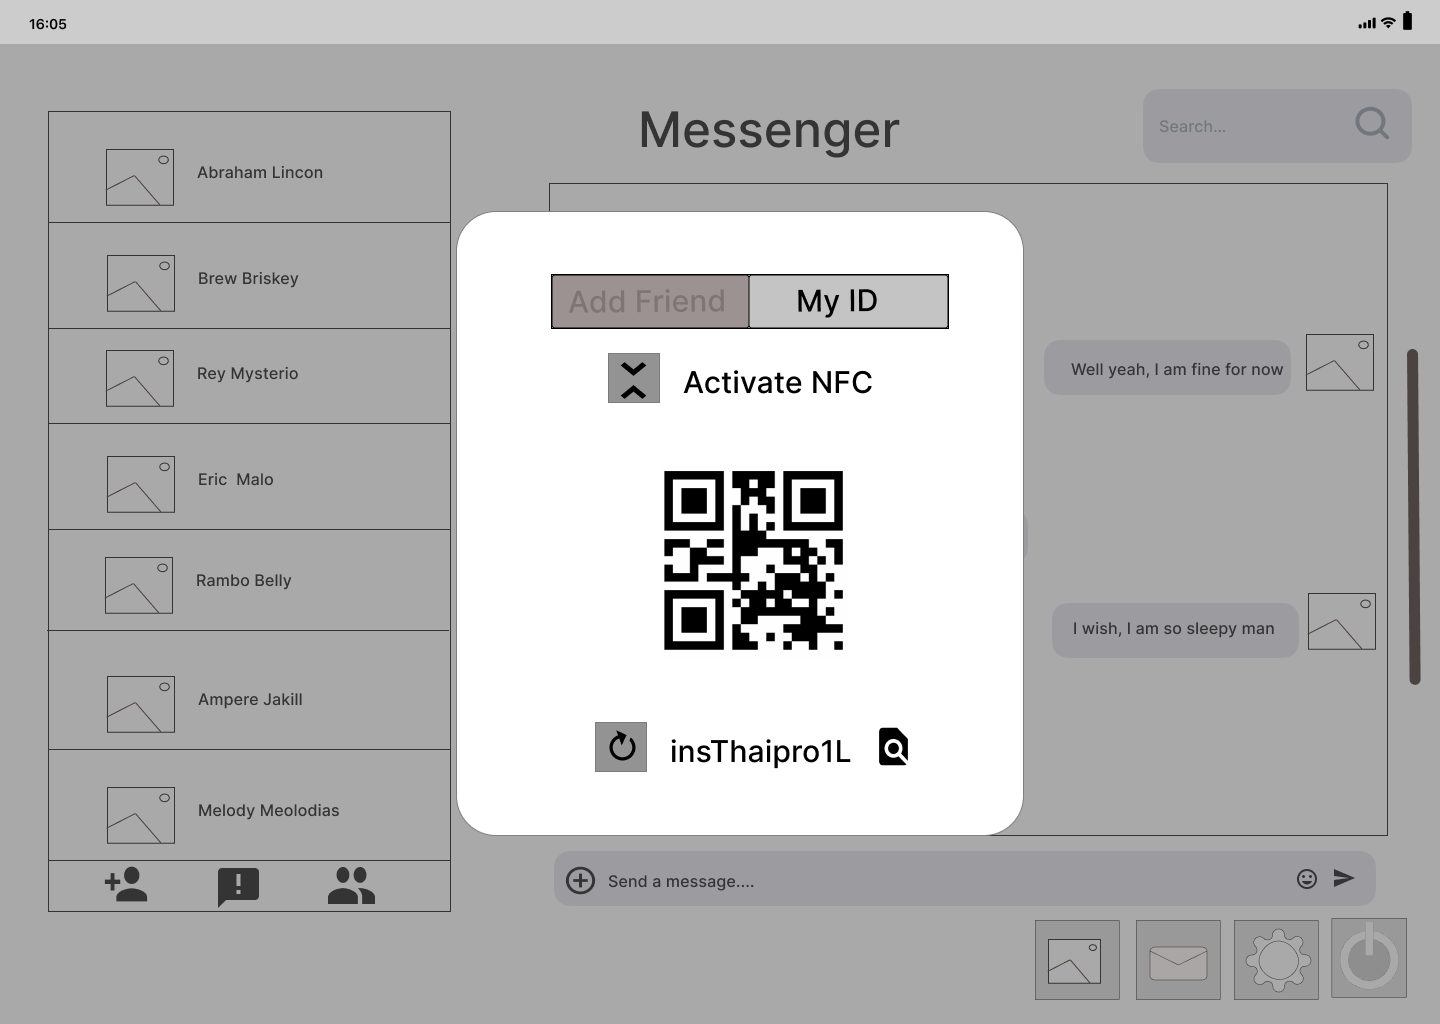 16:05
Messenger
Search...
Abraham Lincon
Brew Briskey
Rey Mysterio
Eric  Malo
Rambo Belly
Ampere Jakill
Melody Meolodias
Add Friend
My ID
Activate NFC
insThaipro1L
Well yeah, I am fine for now
I wish, I am so sleepy man
Send a message....